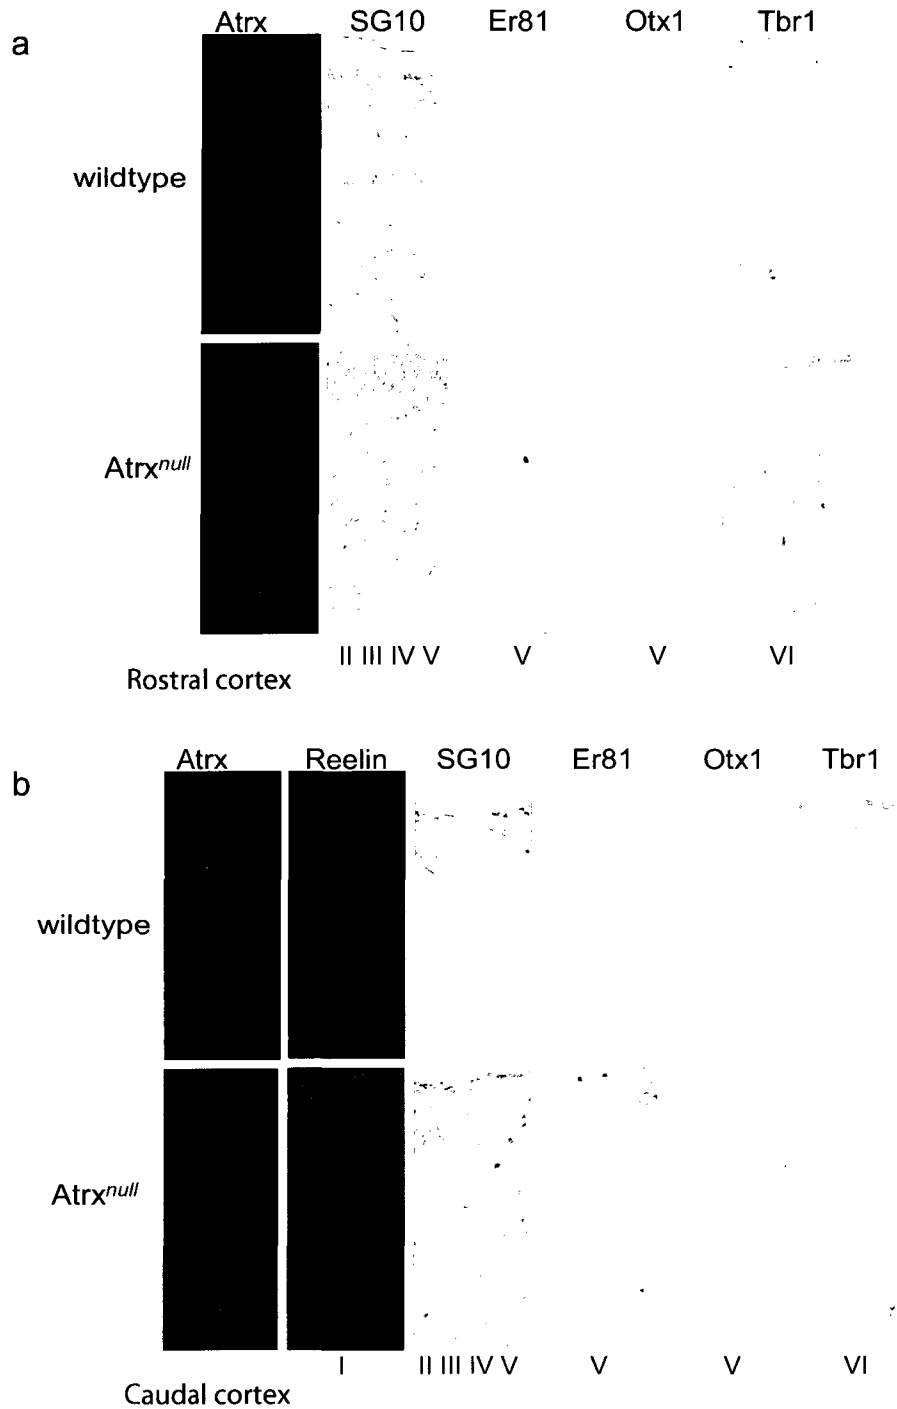 a
Atrx SG10 Er81 Otx1 Tbr1
wildtype
Atrxnull
II III IV V V V VI
Rostral cortex
b
Atrx Reelin SG10 Er81 Otx1 Tbr1
wildtype
Atrxnull
I II III IV V V V VI
Caudal cortex